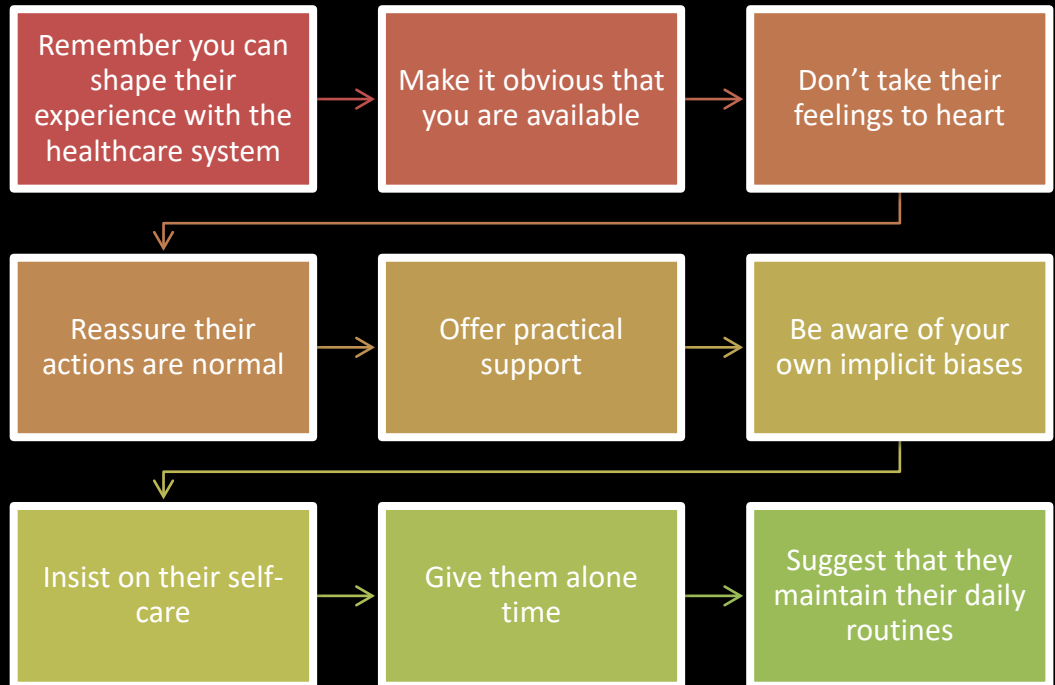 Remember you can
shape their
experience with the
healthcare system
Make it obvious that
you are available
Don’t take their
feelings to heart
Reassure their
actions are normal
Offer practical
support
Be aware of your
own implicit biases
Insist on their self-
care
Give them alone
time
Suggest that they
maintain their daily
routines